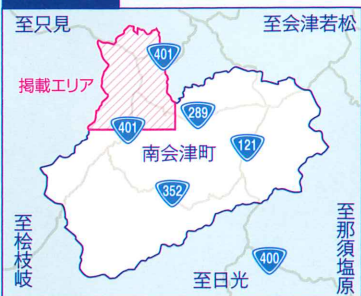 至只見
至会津若松
401
掲載エリア
289
401
南会津町
121
352
至桧枝岐
至日光
400
至那須塩原